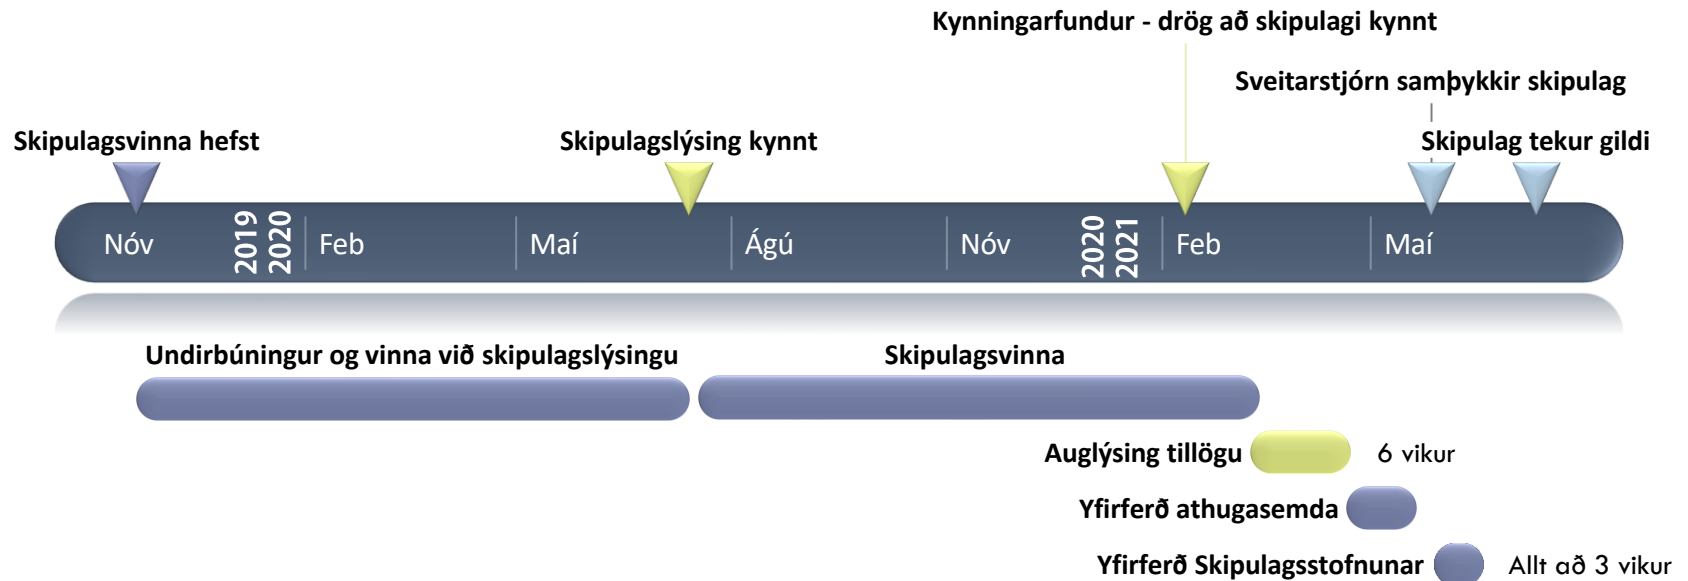 Kynningarfundur - drög að skipulagi kynnt
Sveitarstjórn samþykkir skipulag
Skipulagsvinna hefst
Skipulagslýsing kynnt
Skipulag tekur gildi
Nóv
2019
2020
Feb
Maí
Ágú
Nóv
2020
2021
Feb
Maí
Undirbúningur og vinna við skipulagslýsingu
Skipulagsvinna
Auglýsing tillögu
6 vikur
Yfirferð athugasemda
Yfirferð Skipulagsstofnunar
Allt að 3 vikur